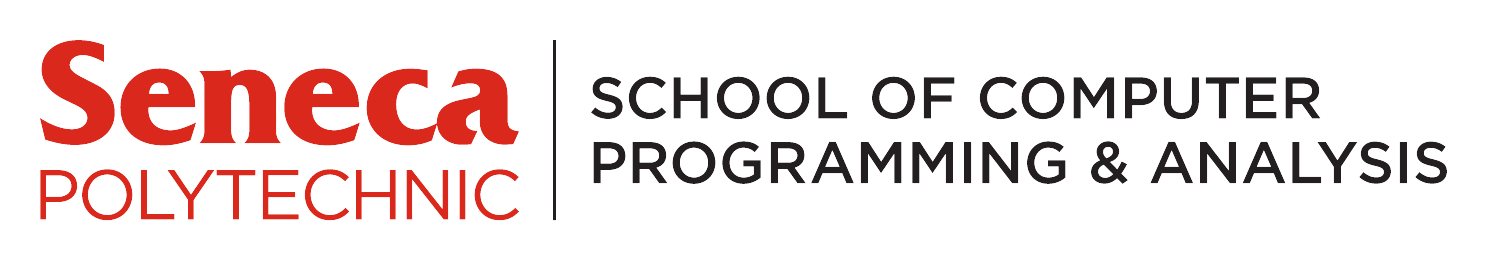 Seneca
POLYTECHNIC
SCHOOL OF COMPUTER
PROGRAMMING & ANALYSIS